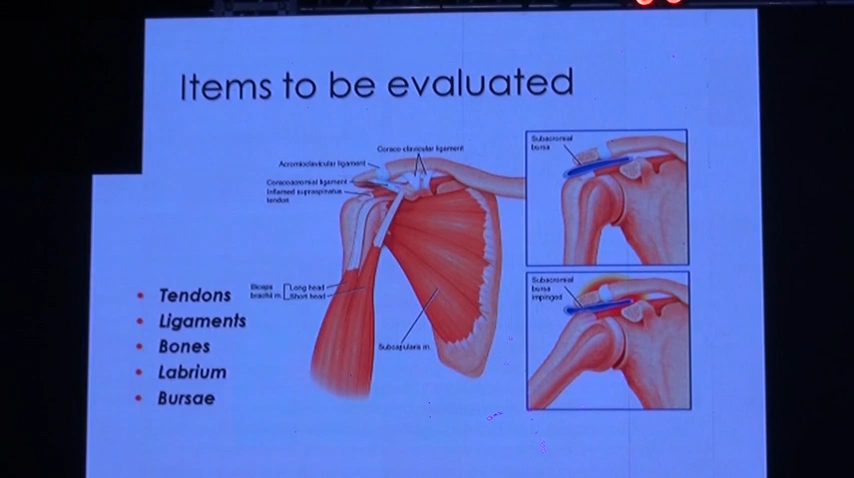 Items to be evaluated
Coraco clavicular ligament
Acromioclavicular ligament
Coracoacromial ligament
Inflamed supraspinatus
tendon
Subacromial
bursa
Subacromial
bursa
impinged
Biceps
brachii m.
Long head
Short head
Subscapularis m.
• Tendons
• Ligaments
• Bones
• Labrium
• Bursae